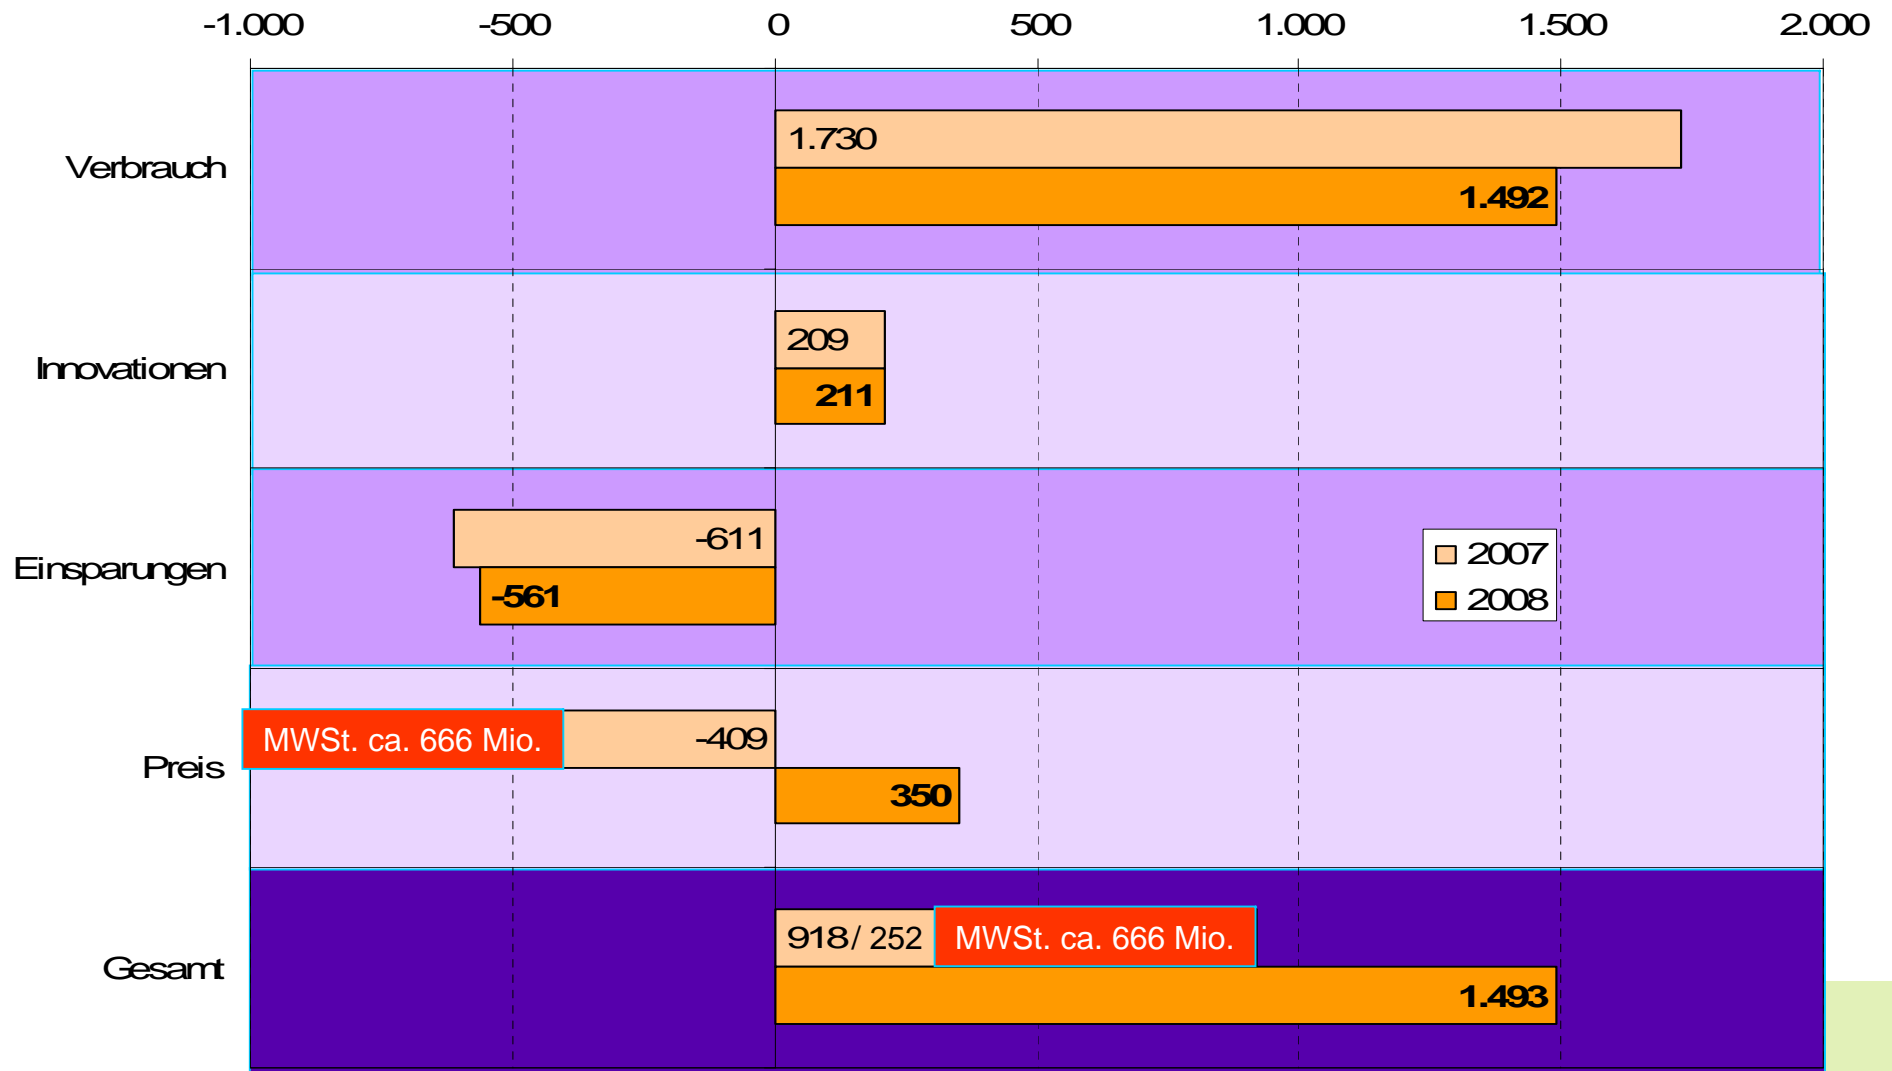 -1.000 -500 0 500 1.000 1.500 2.000
Verbrauch
1.730
1.492
Innovationen
209
211
Einsparungen
-611
-561
2007
2008
Preis
MWSt. ca. 666 Mio. -409
350
Gesamt
918 / 252 MWSt. ca. 666 Mio.
1.493